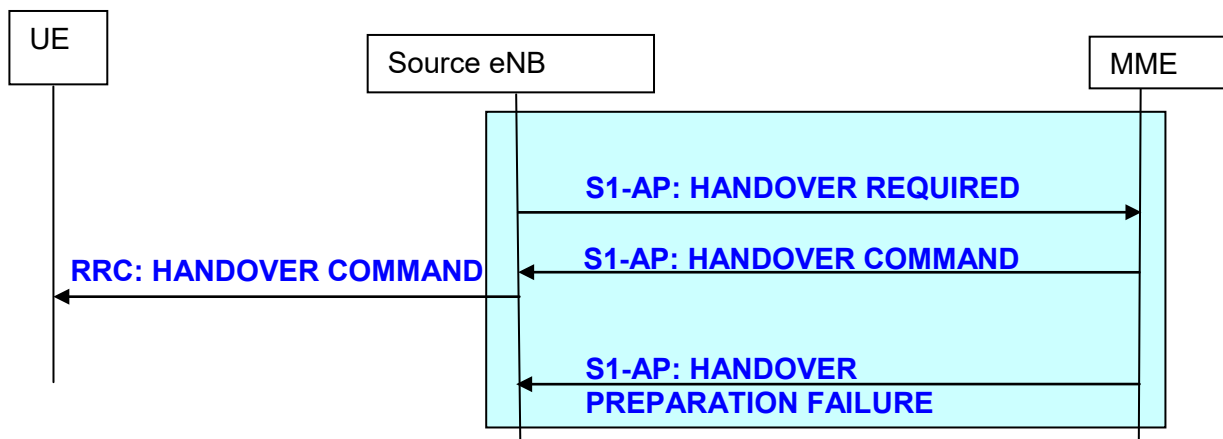 UE
Source eNB
MME
S1-AP: HANDOVER REQUIRED
S1-AP: HANDOVER COMMAND
RRC: HANDOVER COMMAND
S1-AP: HANDOVER
PREPARATION FAILURE